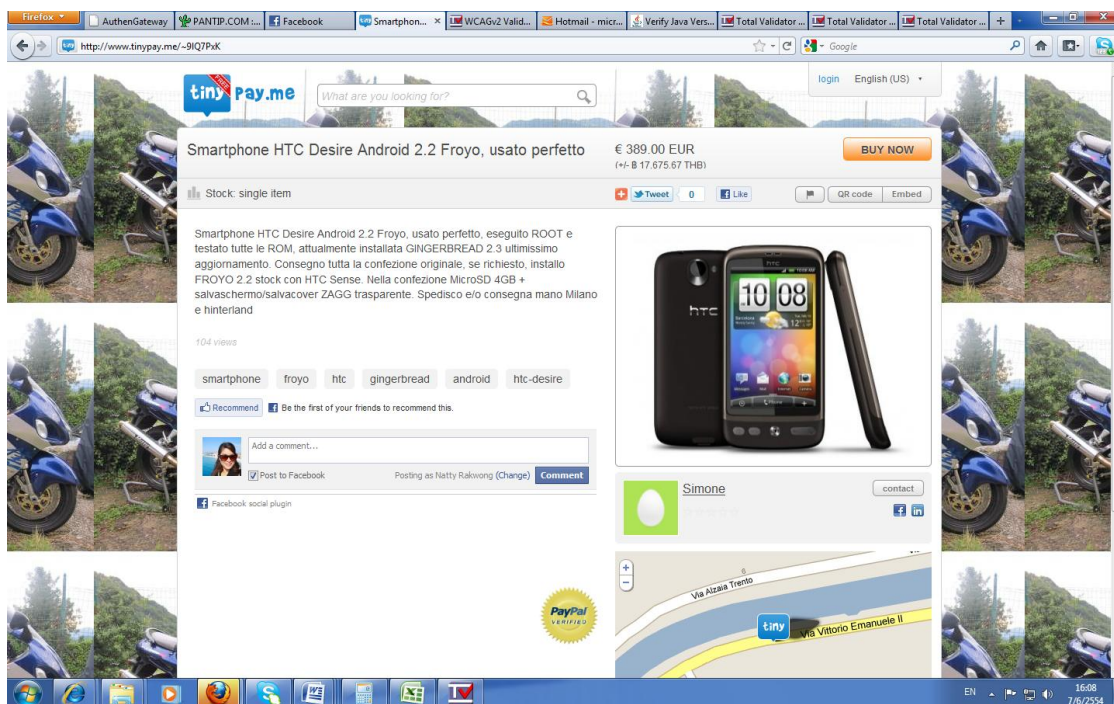 Firefox
AuthenGateway
PANTIP.COM :...
Facebook
Smartphon...
WCAGv2 Valid...
Hotmail - micr...
Verify Java Vers...
Total Validator ...
Total Validator ...
Total Validator ...
http://www.tinypay.me/~9IQ7PxK
Google
tiny Pay.me
FREE
What are you looking for?
login English (US)
Smartphone HTC Desire Android 2.2 Froyo, usato perfetto
€ 389.00 EUR
(+/- ฿ 17.675.67 THB)
BUY NOW
Stock: single item
Tweet 0 Like
QR code Embed
Smartphone HTC Desire Android 2.2 Froyo, usato perfetto, eseguito ROOT e
testato tutte le ROM, attualmente installata GINGERBREAD 2.3 ultimissimo
aggiornamento. Consegno tutta la confezione originale, se richiesto, installo
FROYO 2.2 stock con HTC Sense. Nella confezione MicroSD 4GB +
salvaschermo/salvacover ZAGG trasparente. Spedisco e/o consegna mano Milano
e hinterland
104 views
smartphone froyo htc gingerbread android htc-desire
Recommend Be the first of your friends to recommend this.
Add a comment...
Post to Facebook Posting as Natty Rakwong (Change) Comment
Facebook social plugin
PayPal
VERIFIED
hTC
htc
10 08
Simone
contact
Via Alzaia Trento
tiny
Via Vittorio Emanuele II
EN
16:08
7/6/2554